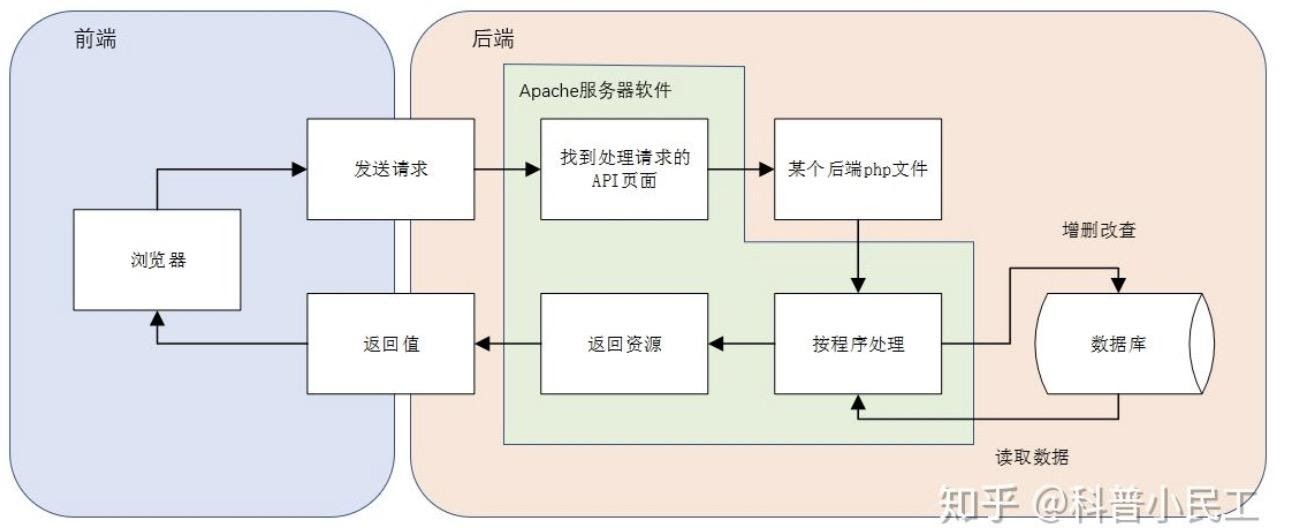 前端
后端
Apache服务器软件
发送请求
找到处理请求的
API页面
某个后端php文件
浏览器
增删改查
返回值
返回资源
按程序处理
数据库
读取数据
知乎 @科普小民工